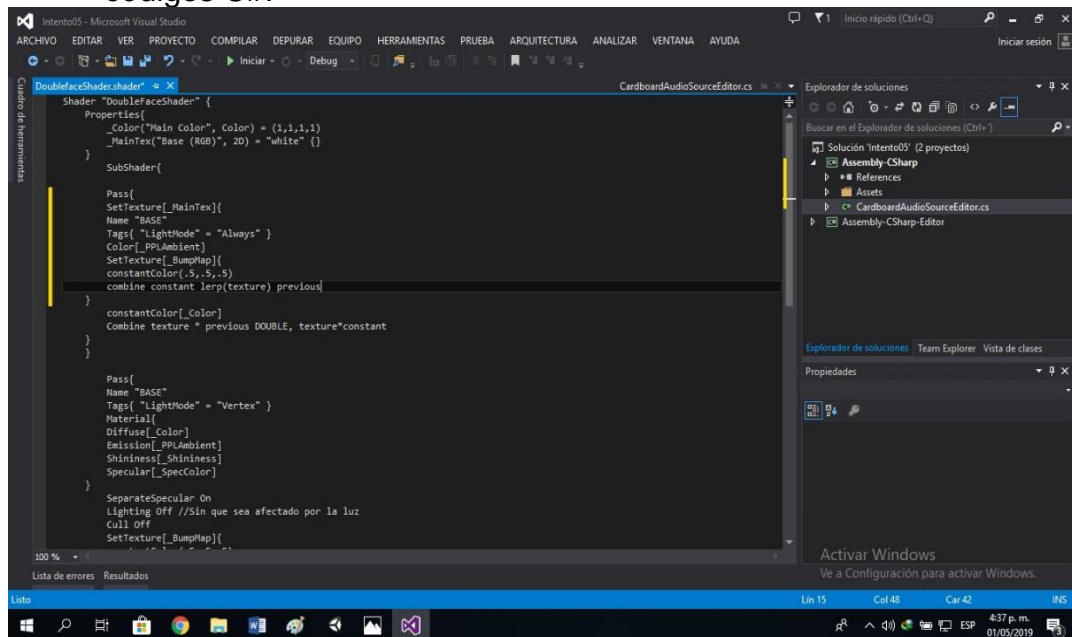 códigos C#.
Intento05 - Microsoft Visual Studio
1
Inicio rápido (Ctrl+Q)
ARCHIVO EDITAR VER PROYECTO COMPILAR DEPURAR EQUIPO HERRAMIENTAS PRUEBA ARQUITECTURA ANALIZAR VENTANA AYUDA
Iniciar sesión
Iniciar
Debug
Cuadro de herramientas
DoublefaceShader.shader*
CardboardAudioSourceEditor.cs
Shader "DoubleFaceShader" {
Properties{
_Color("Main Color", Color) = (1,1,1,1)
_MainTex("Base (RGB)", 2D) = "white" {}
}
SubShader{
Pass{
SetTexture[_MainTex]{
Name "BASE"
Tags{ "LightMode" = "Always" }
Color[_PPLAmbient]
SetTexture[_BumpMap]{
constantColor(.5,.5,.5)
combine constant lerp(texture) previous
}
constantColor[_Color]
Combine texture * previous DOUBLE, texture*constant
}
}
Pass{
Name "BASE"
Tags{ "LightMode" = "Vertex" }
Material{
Diffuse[_Color]
Emission[_PPLAmbient]
Shininess[_Shininess]
Specular[_SpecColor]
}
SeparateSpecular On
Lighting Off //Sin que sea afectado por la luz
Cull Off
SetTexture[_BumpMap]{
100 %
Lista de errores Resultados
Explorador de soluciones
Buscar en el Explorador de soluciones (Ctrl+´)
Solución 'Intento05' (2 proyectos)
Assembly-CSharp
References
Assets
CardboardAudioSourceEditor.cs
Assembly-CSharp-Editor
Explorador de soluciones Team Explorer Vista de clases
Propiedades
Activar Windows
Ve a Configuración para activar Windows.
Listo
Lín 15 Col 48 Car 42 INS
ESP
4:37 p. m.
01/05/2019